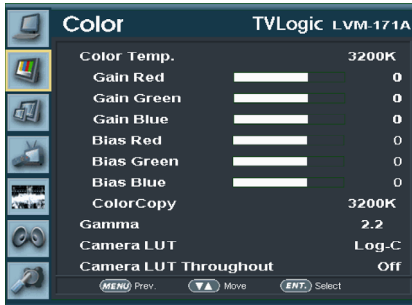 Color TVLogic LVM-171A
Color Temp. 3200K
Gain Red 0
Gain Green 0
Gain Blue 0
Bias Red 0
Bias Green 0
Bias Blue 0
ColorCopy 3200K
Gamma 2.2
Camera LUT Log-C
Camera LUT Throughout Off
MENU Prev. ▼▲ Move ENT. Select